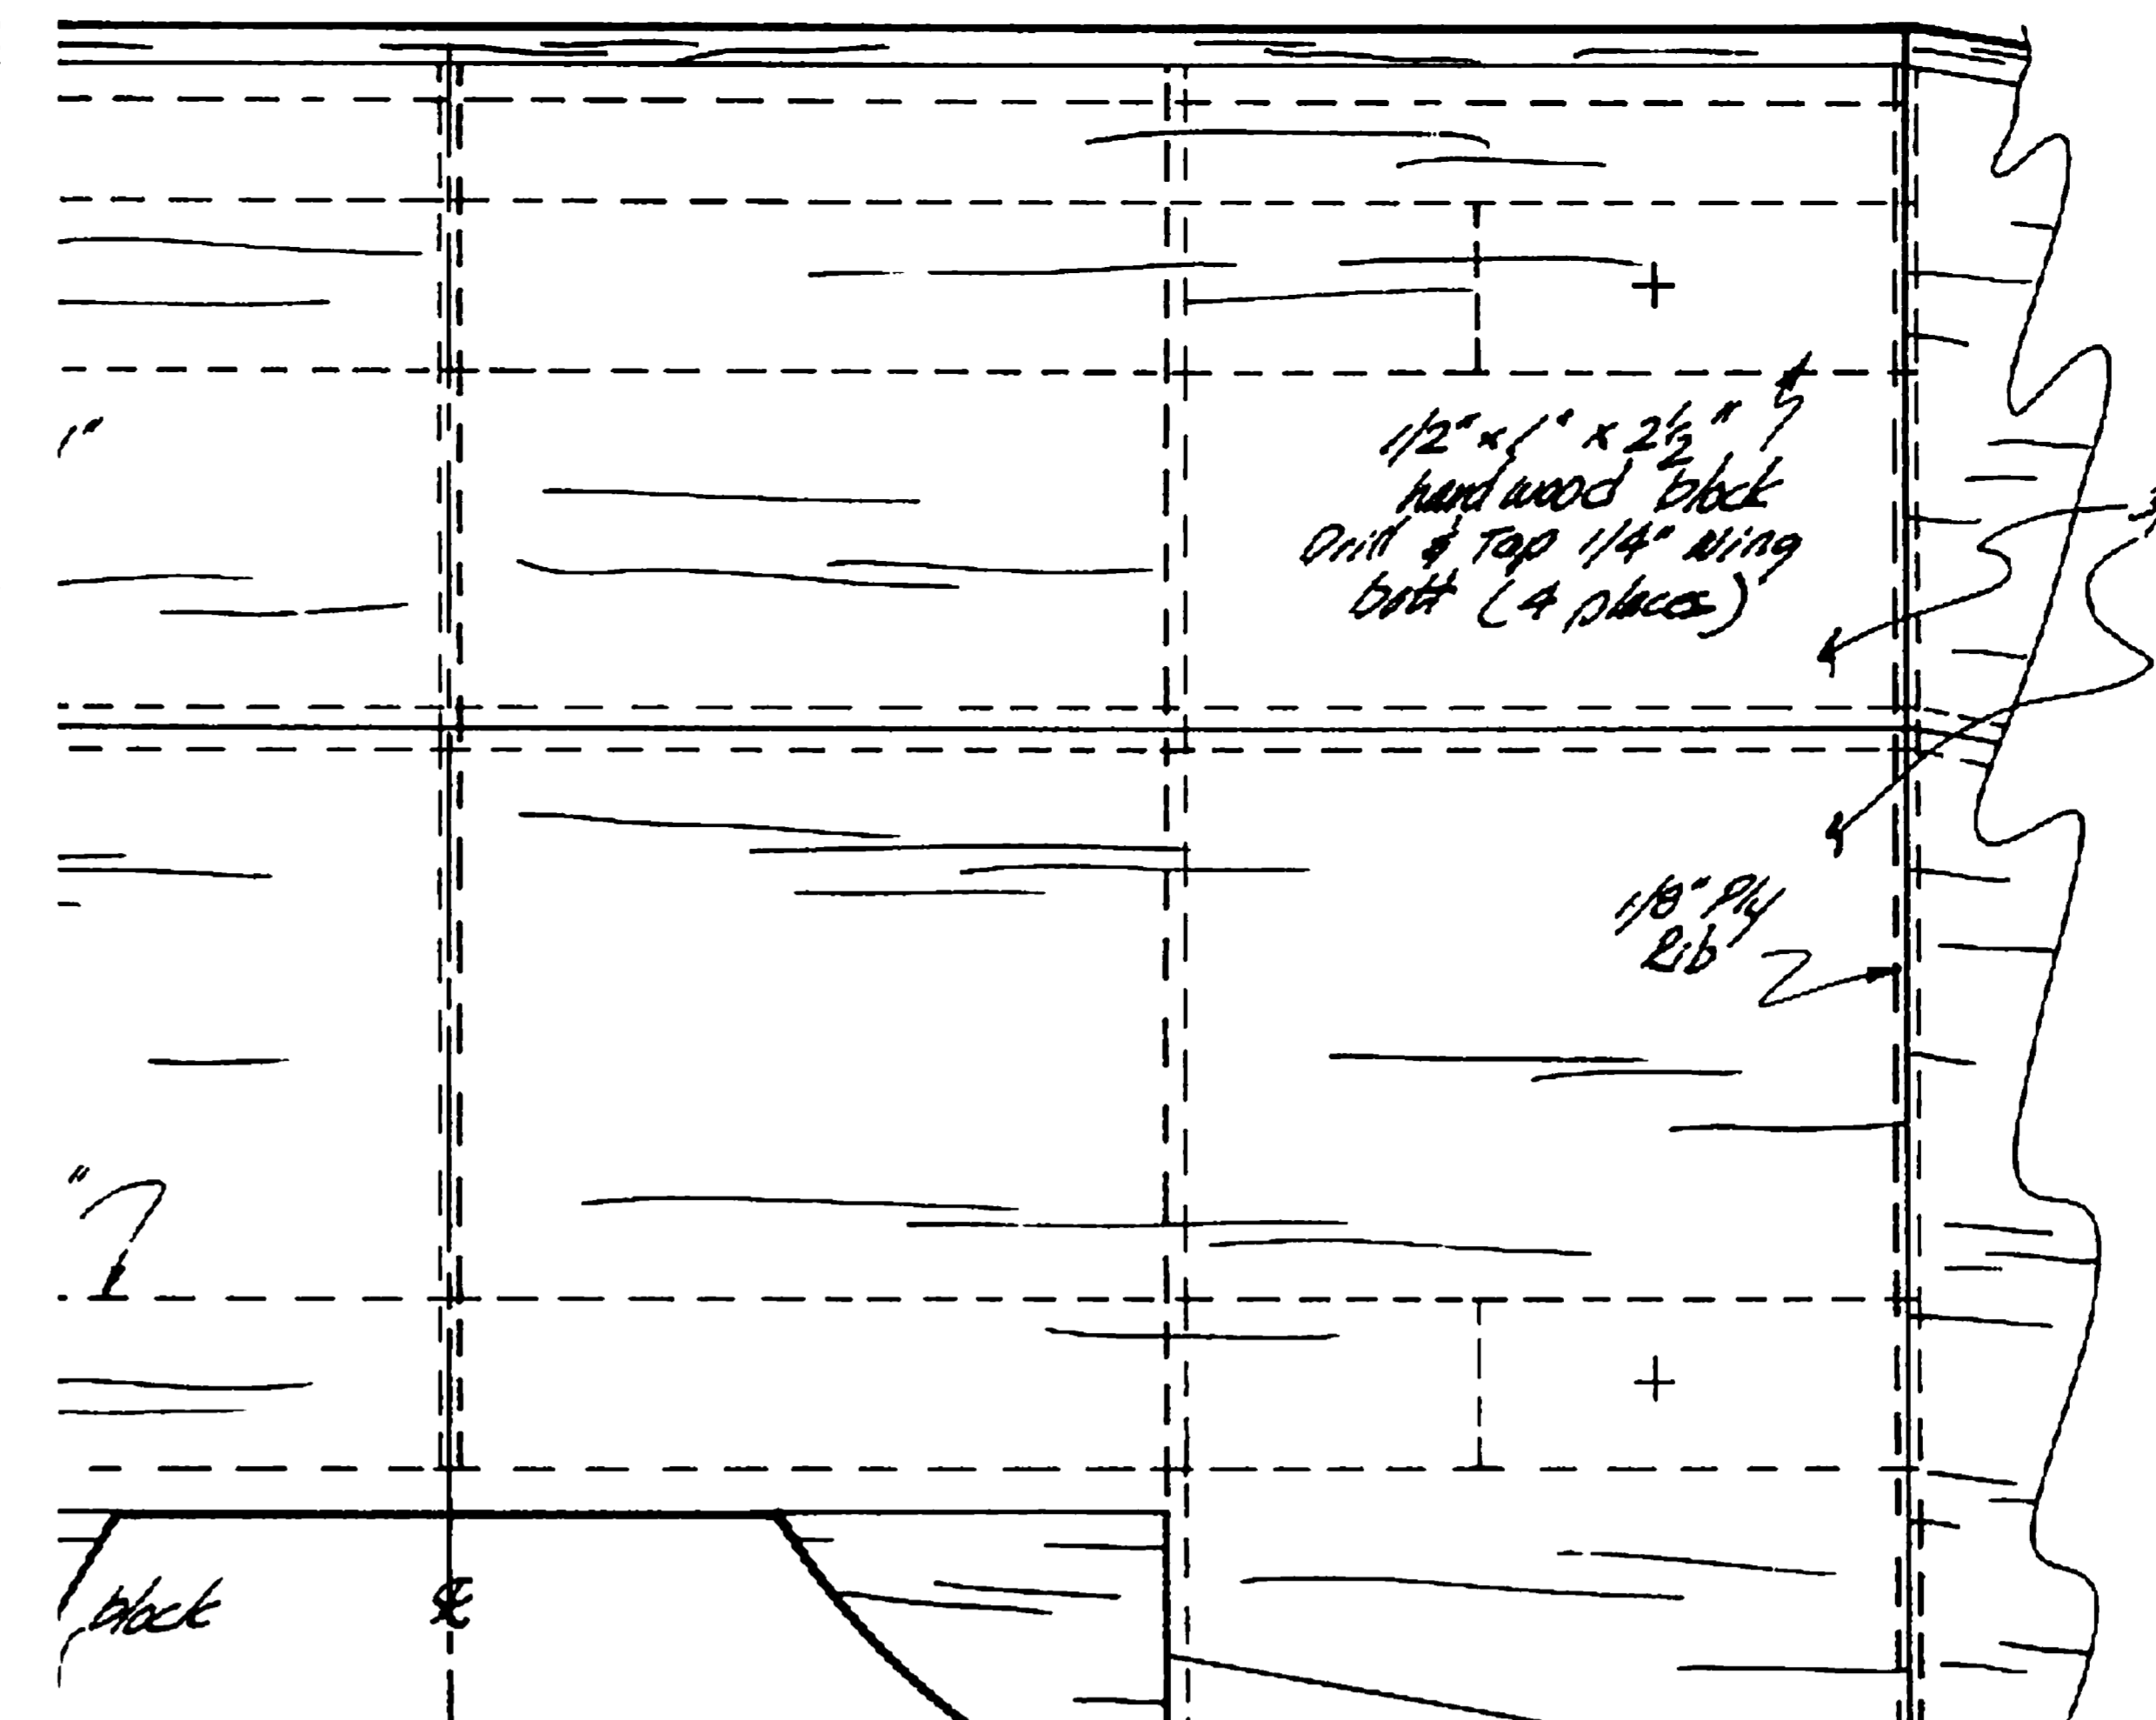 1/2" x 1" x 2 1/2"
hardwood block
Drill & Tap 1/4" wing
bolt (4 places)
1/8" Ply
Rib
block
℄